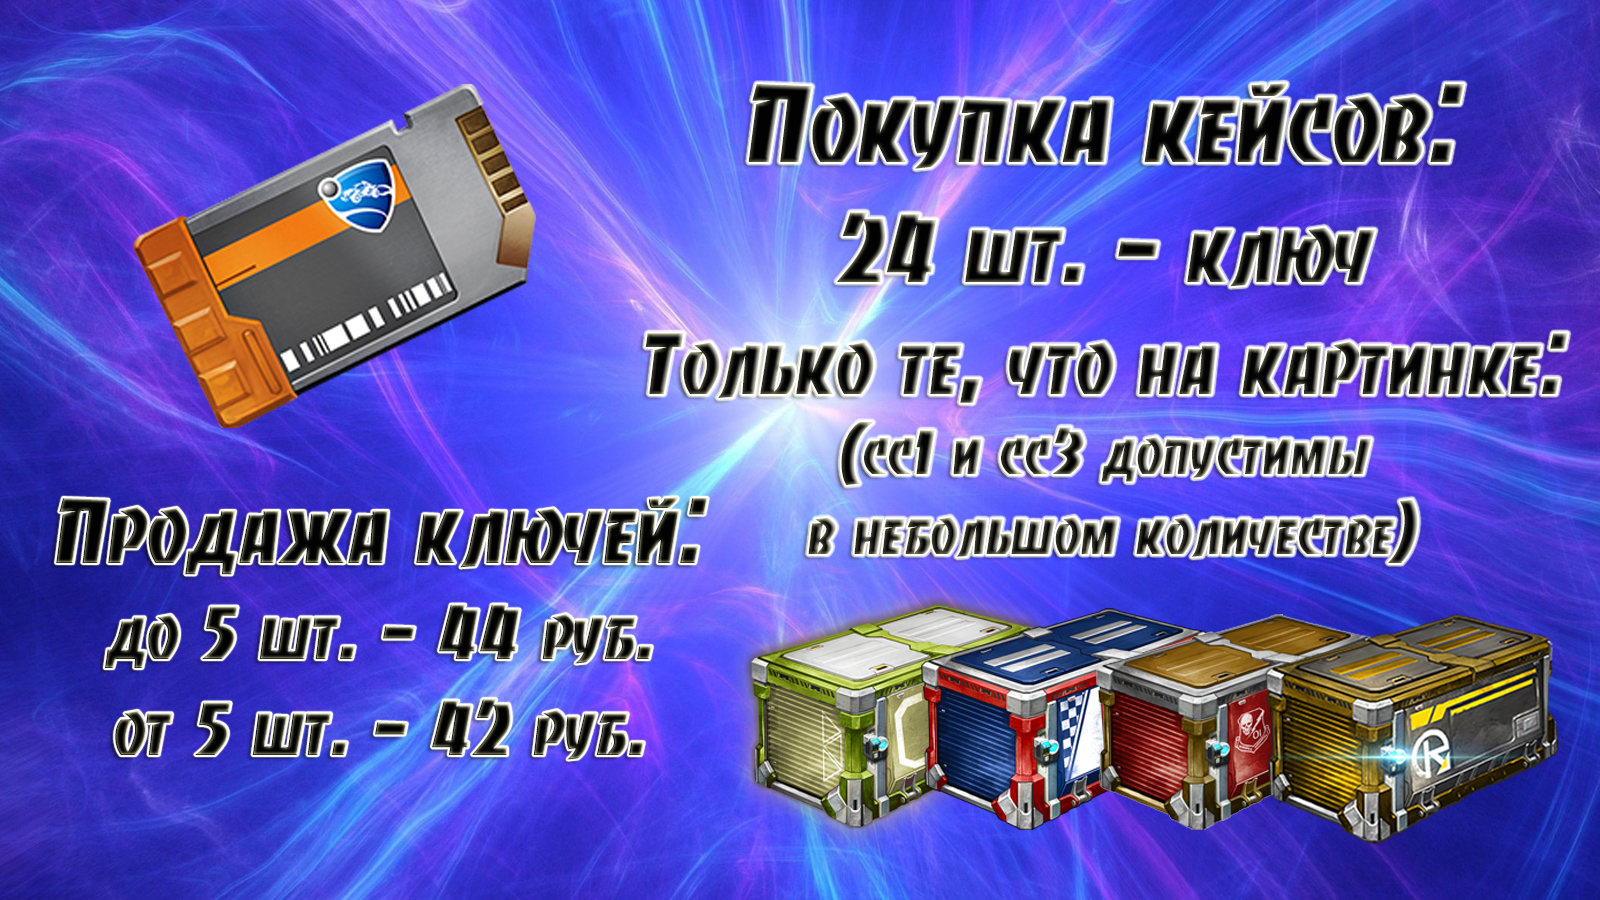 Покупка кейсов:
24 шт. - ключ
Только те, что на картинке:
(cc1 и cc3 допустимы
в небольшом количестве)
Продажа ключей:
до 5 шт. - 44 руб.
от 5 шт. - 42 руб.